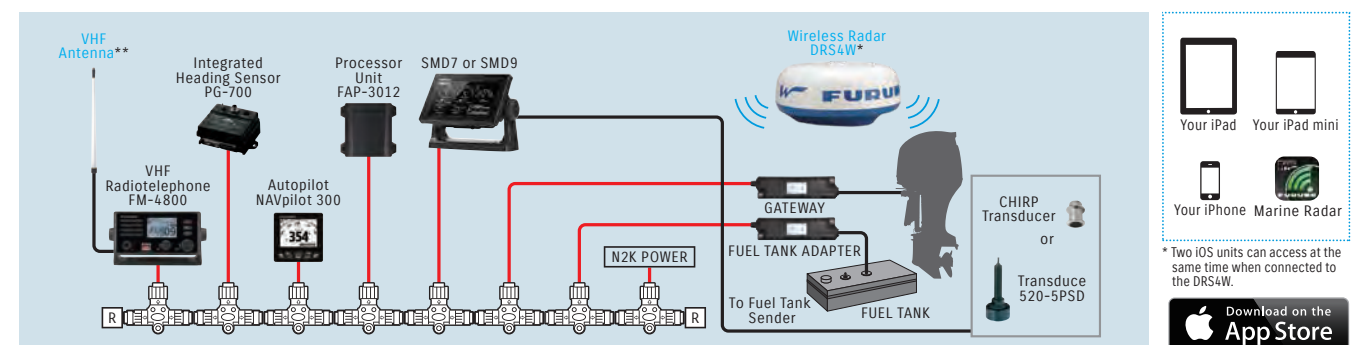 VHF
Antenna**
Integrated
Heading Sensor
PG-700
Processor
Unit
FAP-3012
SMD7 or SMD9
Wireless Radar
DRS4W*
FURU
VHF
Radiotelephone
FM-4800
Autopilot
NAVpilot 300
354
GATEWAY
FUEL TANK ADAPTER
N2K POWER
R
R
To Fuel Tank
Sender
FUEL TANK
CHIRP
Transducer
or
Transduce
520-5PSD
Your iPad
Your iPad mini
Your iPhone
Marine Radar
* Two iOS units can access at the
same time when connected to
the DRS4W.
Download on the
App Store